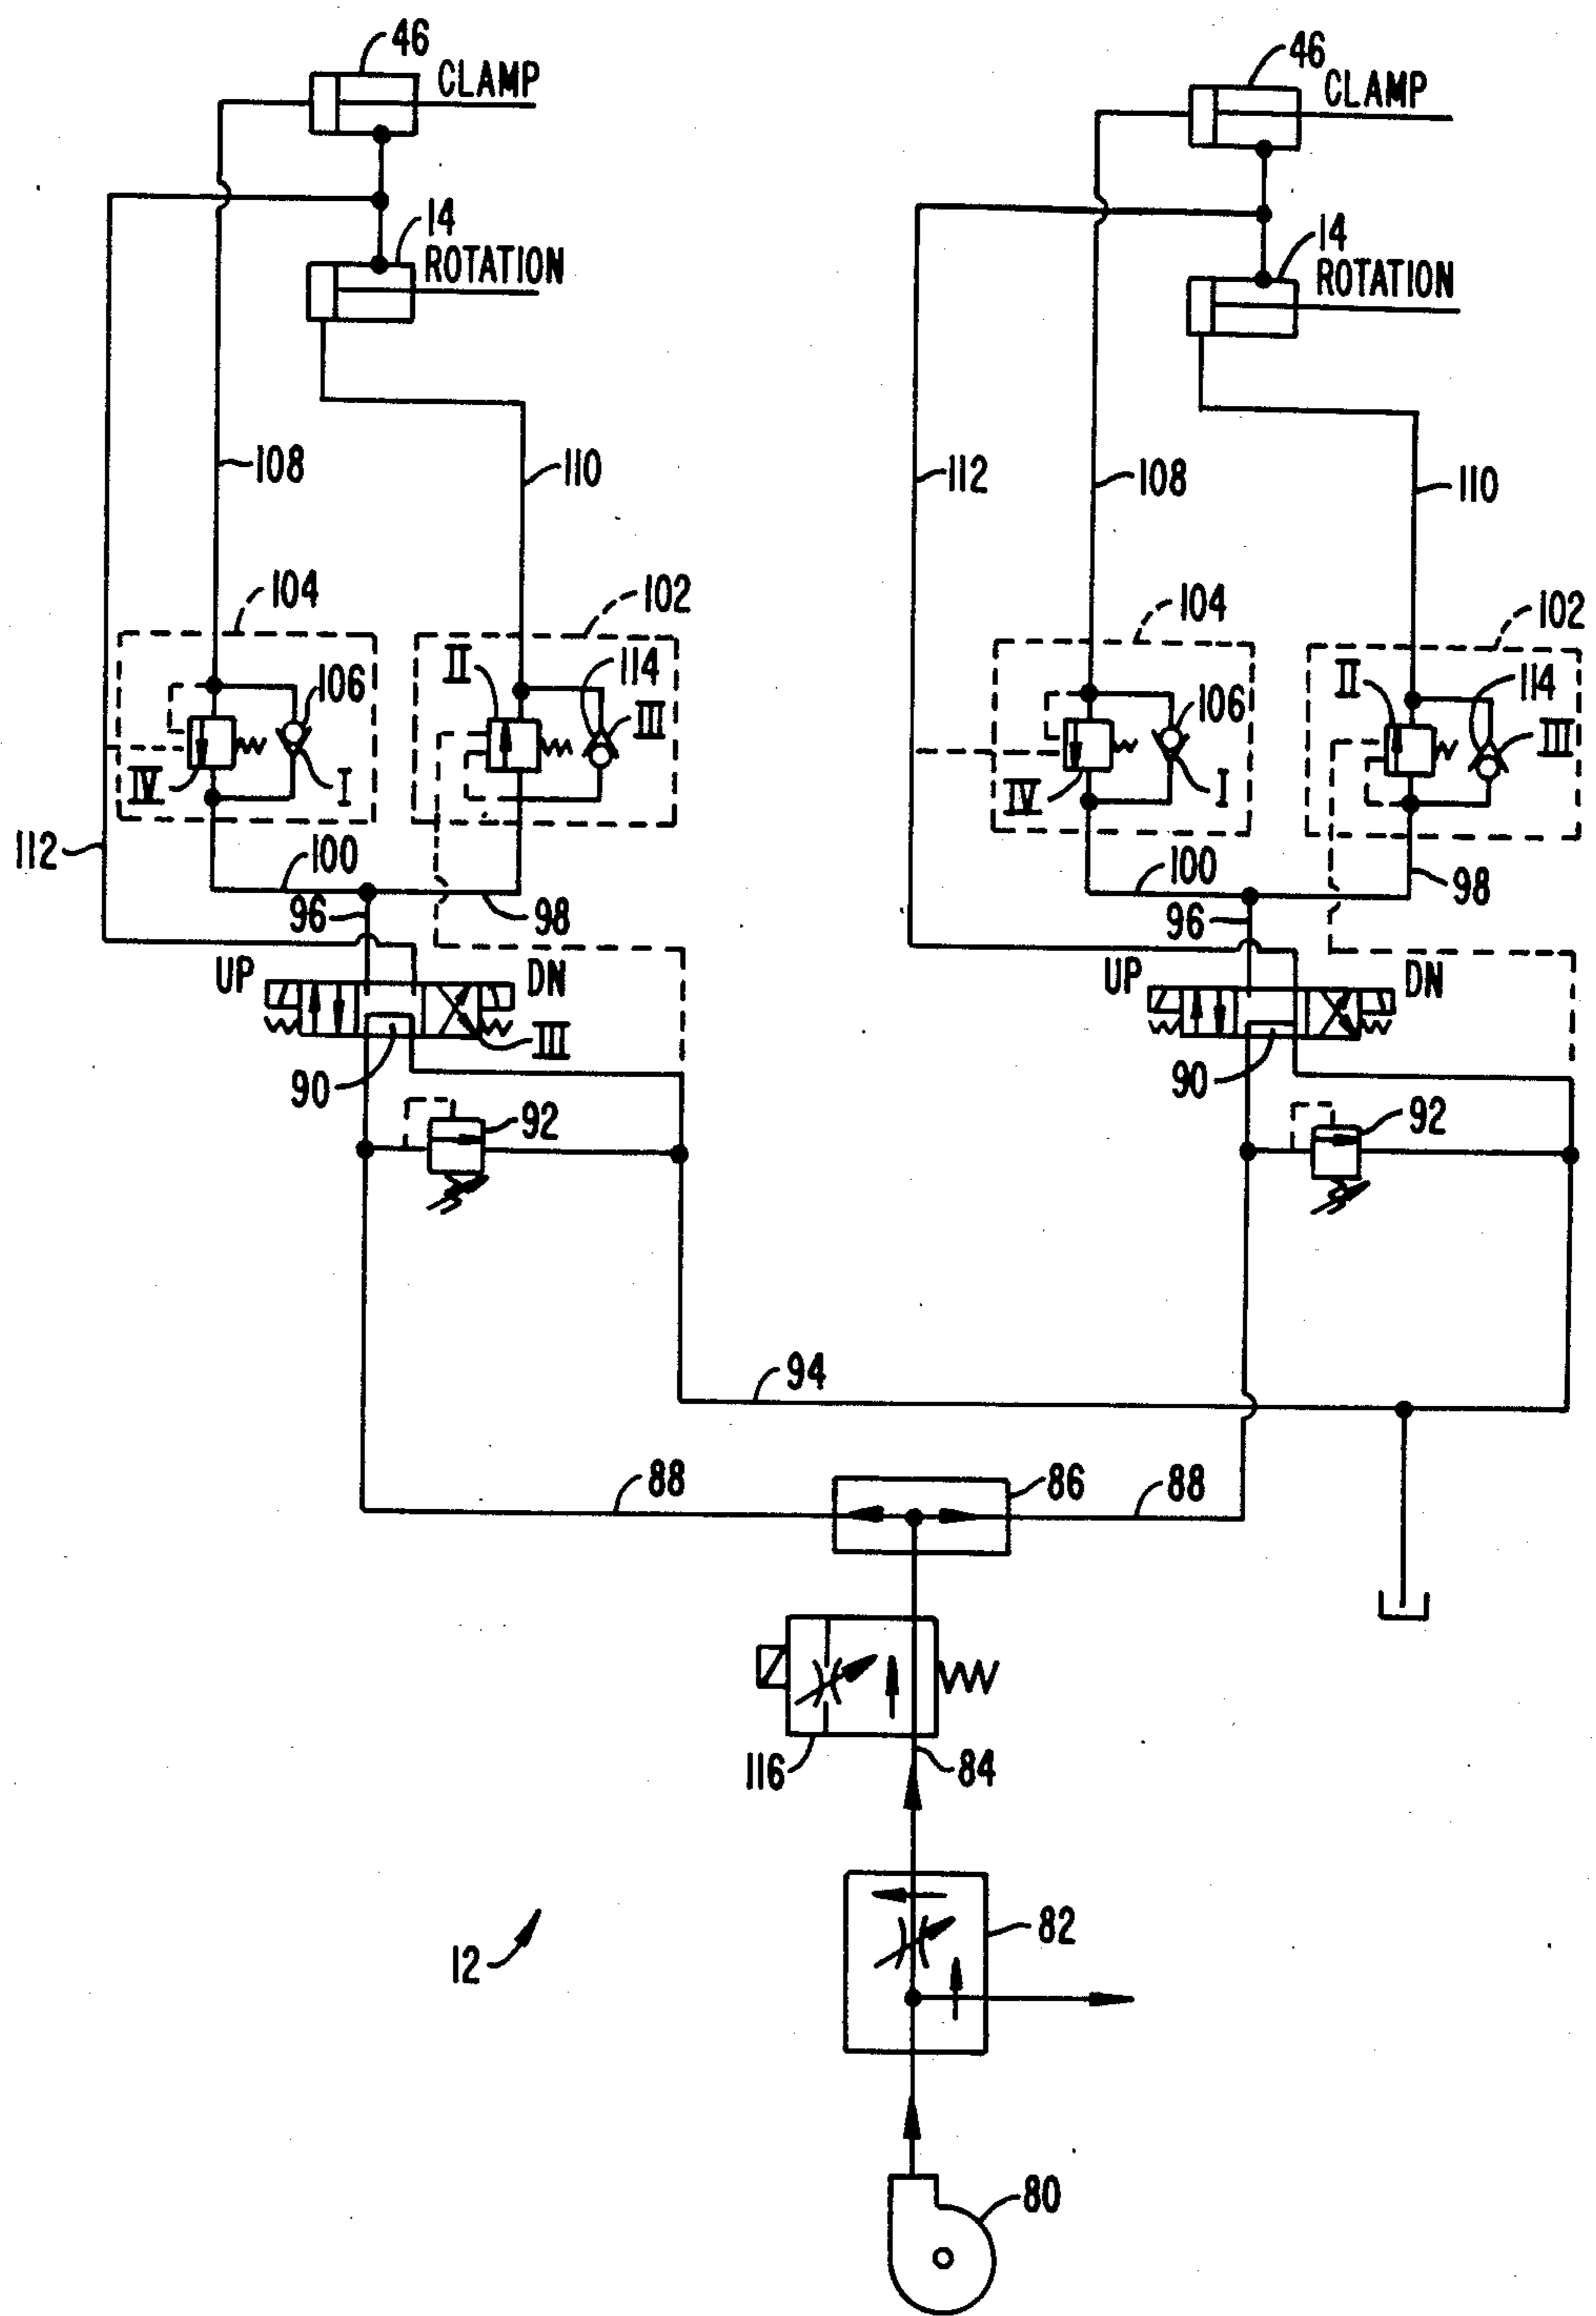 46 CLAMP 46 CLAMP
14 ROTATION 14 ROTATION
108 110 112 108 110
104 102 104 102
II 114 II 114
106 III 106 III
IV I IV I
112 100 100
96 98 96 98
UP DN UP DN
III
90 90
92 92
94
88 86 88
116 84
82
12
80